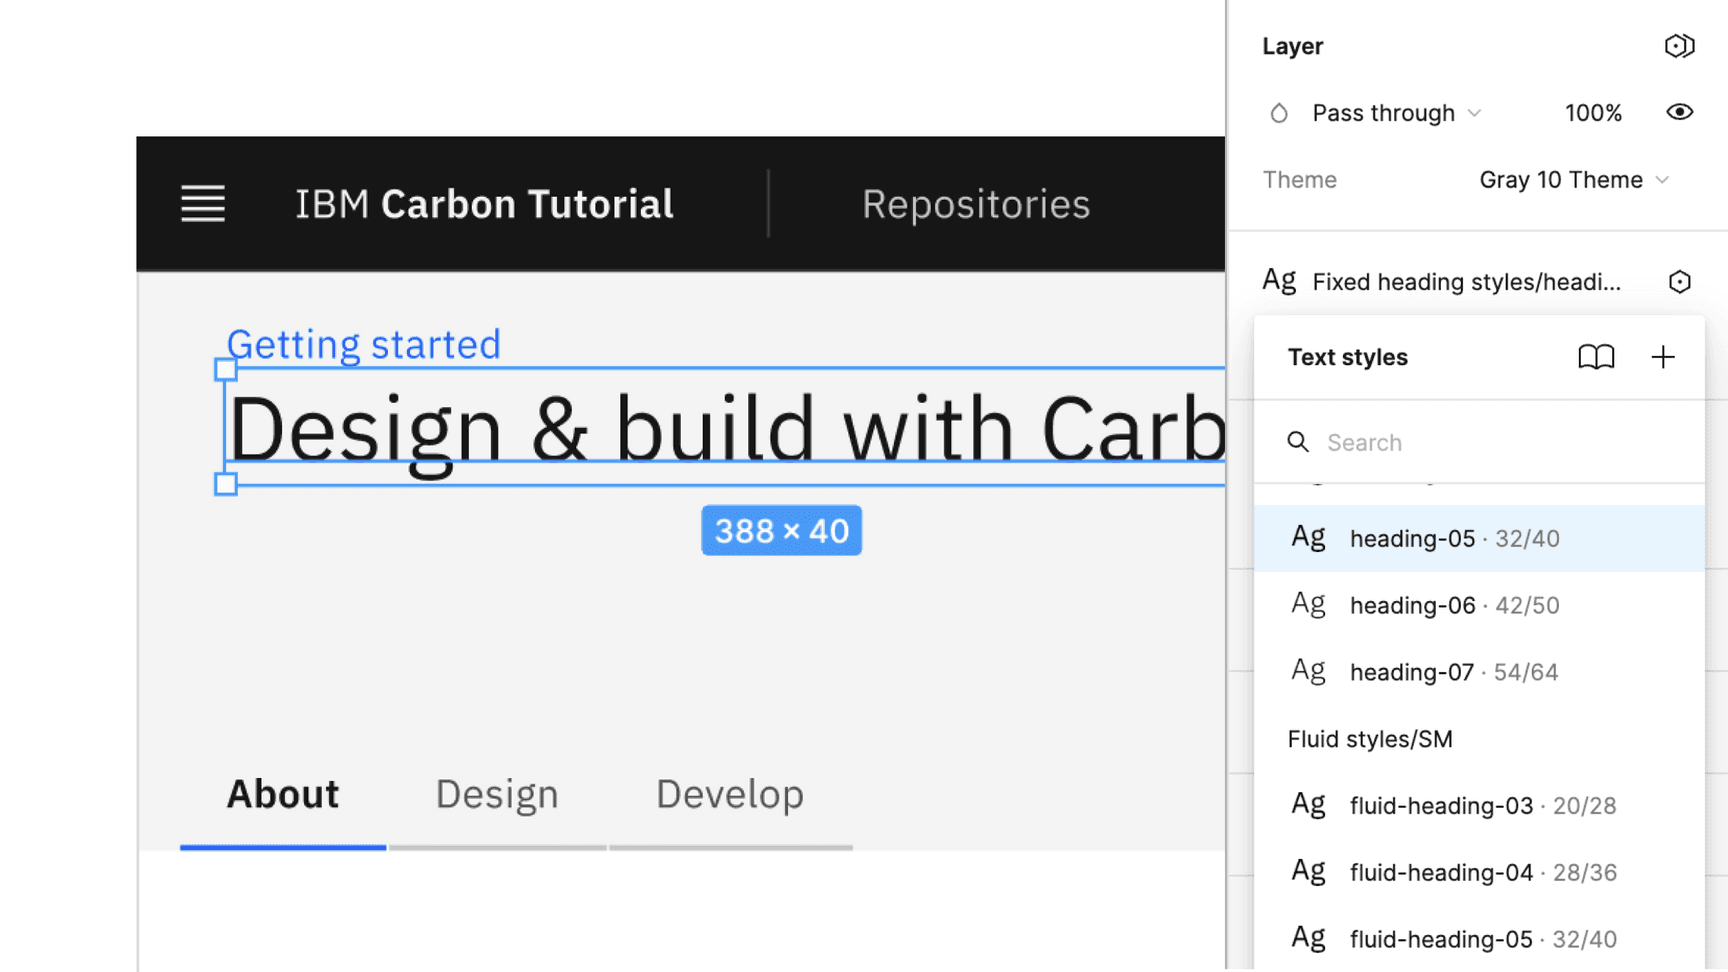 IBM Carbon Tutorial
Repositories
Getting started
Design & build with Carb
388 × 40
About
Design
Develop
Layer
Pass through
100%
Theme
Gray 10 Theme
Ag Fixed heading styles/headi...
Text styles
Search
Ag heading-05 · 32/40
Ag heading-06 · 42/50
Ag heading-07 · 54/64
Fluid styles/SM
Ag fluid-heading-03 · 20/28
Ag fluid-heading-04 · 28/36
Ag fluid-heading-05 · 32/40